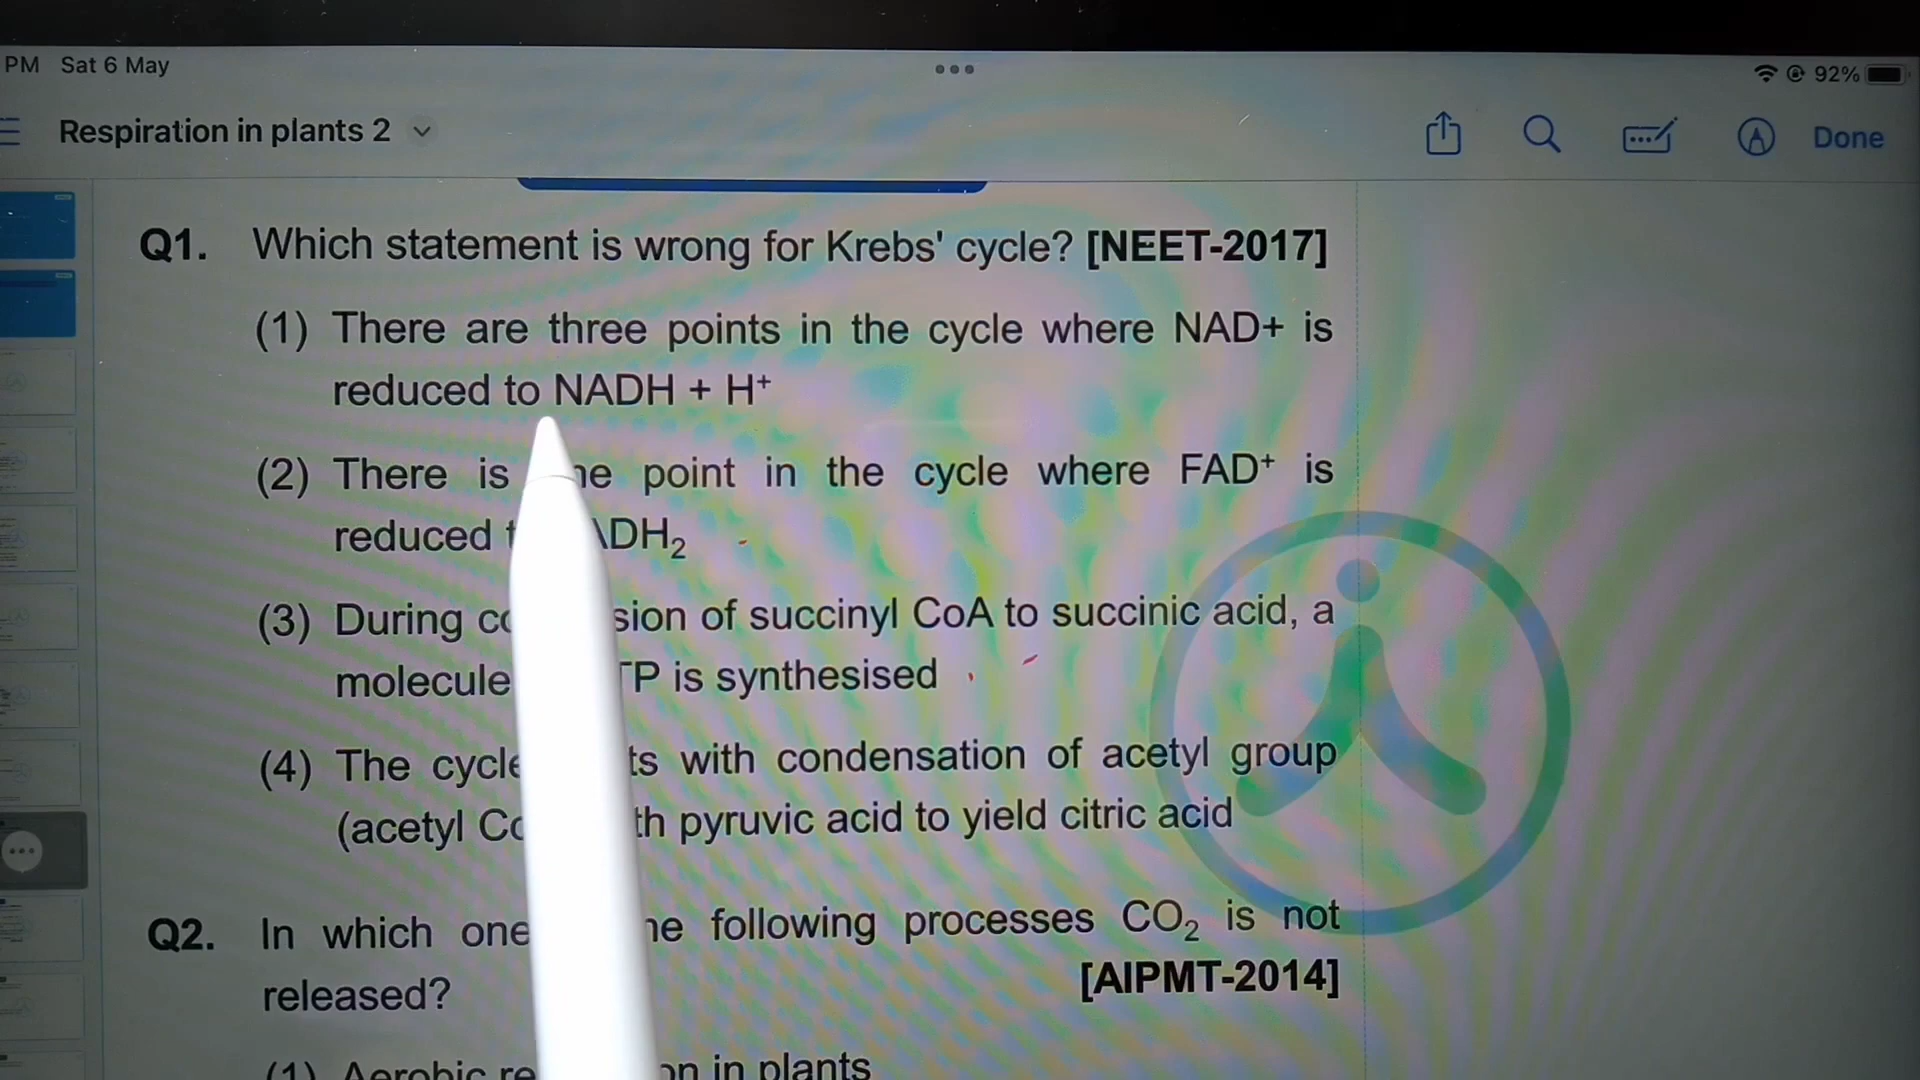 PM Sat 6 May
92%
Respiration in plants 2
Done
Q1. Which statement is wrong for Krebs' cycle? [NEET-2017]
(1) There are three points in the cycle where NAD+ is
reduced to NADH + H⁺
(2) There is point in the cycle where FAD⁺ is
reduced
(3) During of succinyl CoA to succinic acid, a
molecule is synthesised
(4) The cycle with condensation of acetyl group
(acetyl pyruvic acid to yield citric acid
Q2. In which one following processes CO₂ is not
released? [AIPMT-2014]
(1) Aerobic in plants